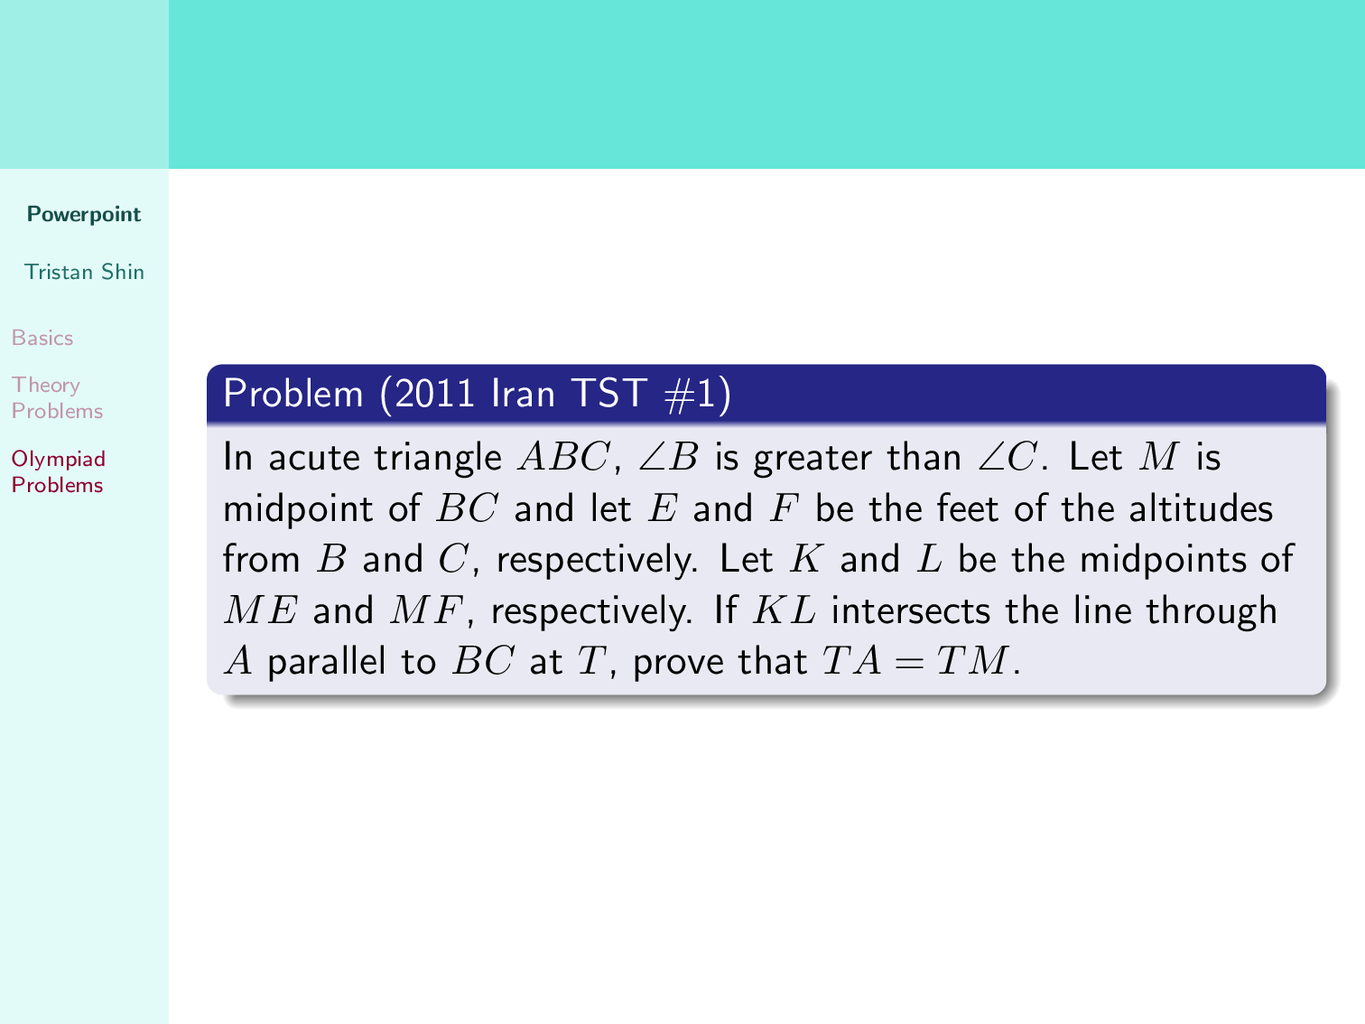 Powerpoint
Tristan Shin
Basics
Theory
Problems
Olympiad
Problems
Problem (2011 Iran TST #1)
In acute triangle ABC, ∠B is greater than ∠C. Let M is
midpoint of BC and let E and F be the feet of the altitudes
from B and C, respectively. Let K and L be the midpoints of
ME and MF, respectively. If KL intersects the line through
A parallel to BC at T, prove that TA = TM.